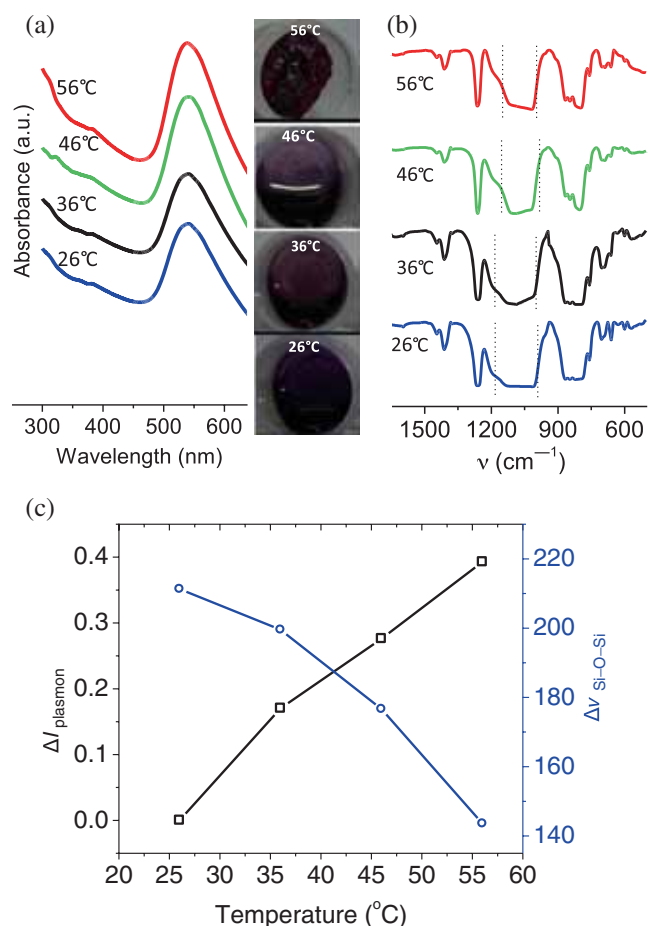 (a)
Absorbance (a.u.)
56℃
46℃
36℃
26℃
300 400 500 600
Wavelength (nm)
56°C
46°C
36°C
26°C
(b)
56℃
46℃
36℃
26℃
1500 1200 900 600
ν (cm⁻¹)
(c)
ΔI plasmon
0.4
0.3
0.2
0.1
0.0
220
200
180
160
140
Δν Si–O–Si
20 25 30 35 40 45 50 55 60
Temperature (°C)